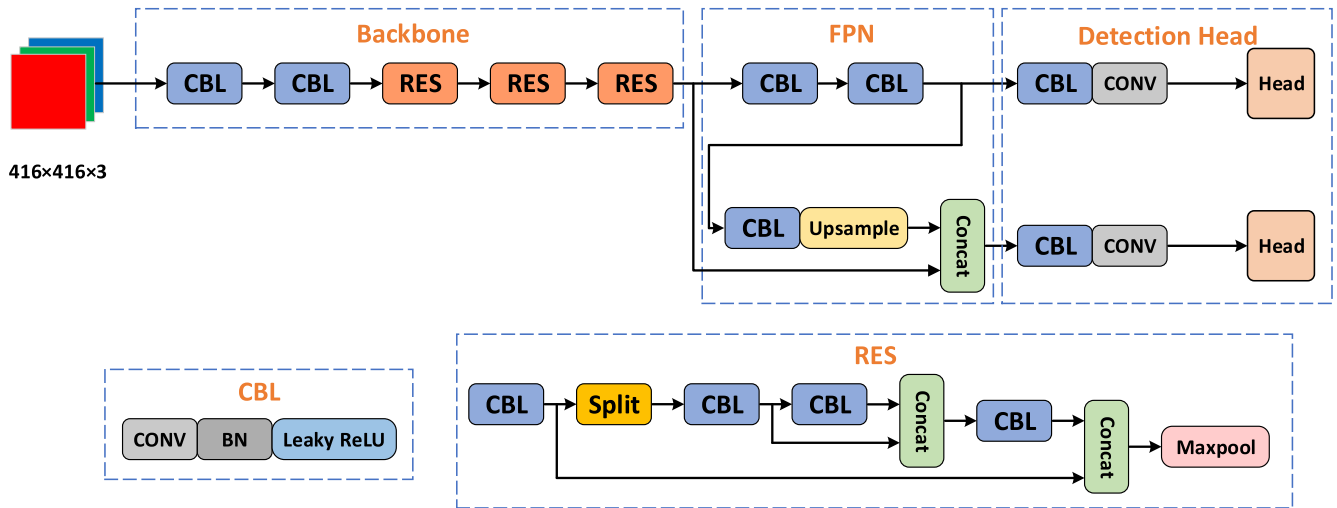 Backbone
FPN
Detection Head
CBL
CBL
RES
RES
RES
CBL
CBL
CBL
CONV
Head
416×416×3
CBL
Upsample
Concat
CBL
CONV
Head
CBL
CONV
BN
Leaky ReLU
RES
CBL
Split
CBL
CBL
Concat
CBL
Concat
Maxpool